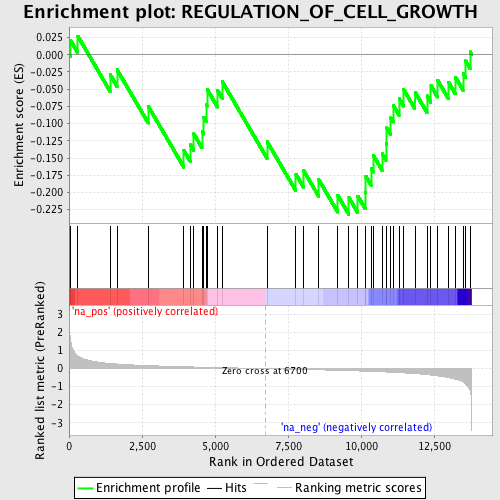 Enrichment plot: REGULATION_OF_CELL_GROWTH
Enrichment score (ES)
0.025
0.000
-0.025
-0.050
-0.075
-0.100
-0.125
-0.150
-0.175
-0.200
-0.225
'na_pos' (positively correlated)
Ranked list metric (PreRanked)
3
2
1
0
-1
-2
-3
Zero cross at 6700
'na_neg' (negatively correlated)
0
2,500
5,000
7,500
10,000
12,500
Rank in Ordered Dataset
Enrichment profile
Hits
Ranking metric scores